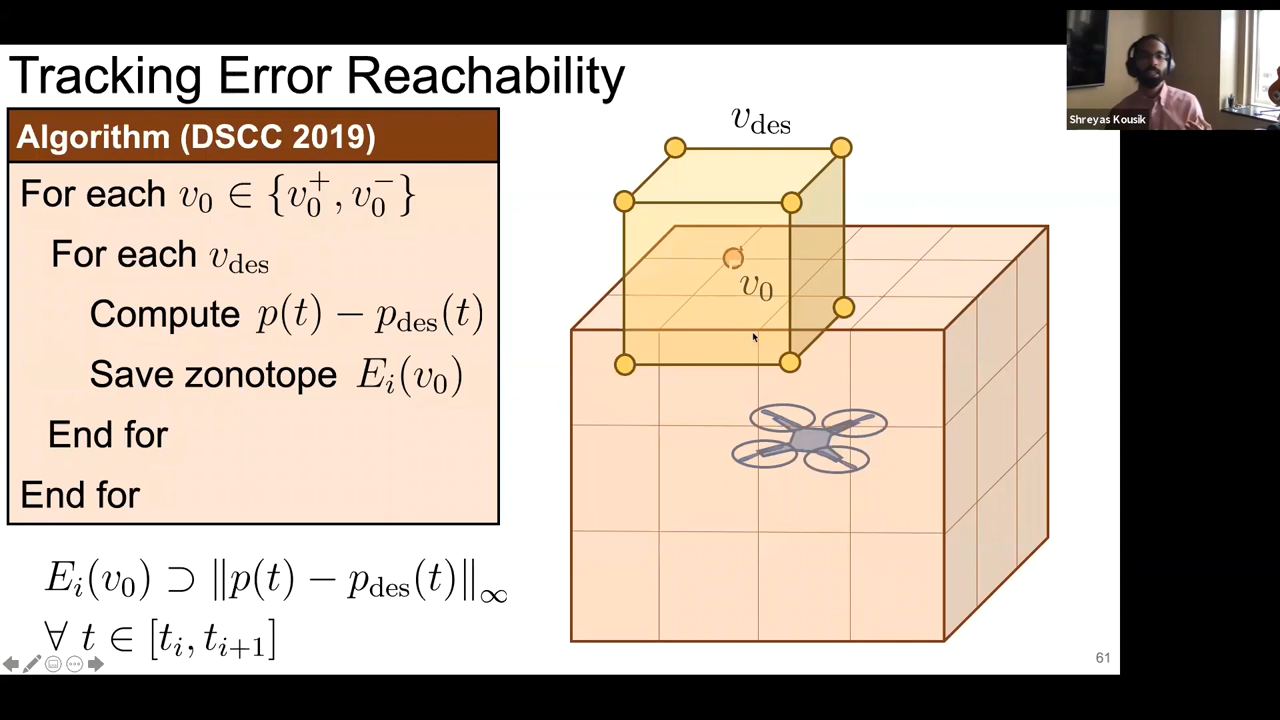 Tracking Error Reachability
Algorithm (DSCC 2019)
For each v₀ ∈ {v₀⁺, v₀⁻}
For each v_des
Compute p(t) − p_des(t)
Save zonotope E_i(v₀)
End for
End for
E_i(v₀) ⊃ ‖p(t) − p_des(t)‖_∞
∀ t ∈ [t_i, t_{i+1}]
v_des
v₀
Shreyas Kousik
61